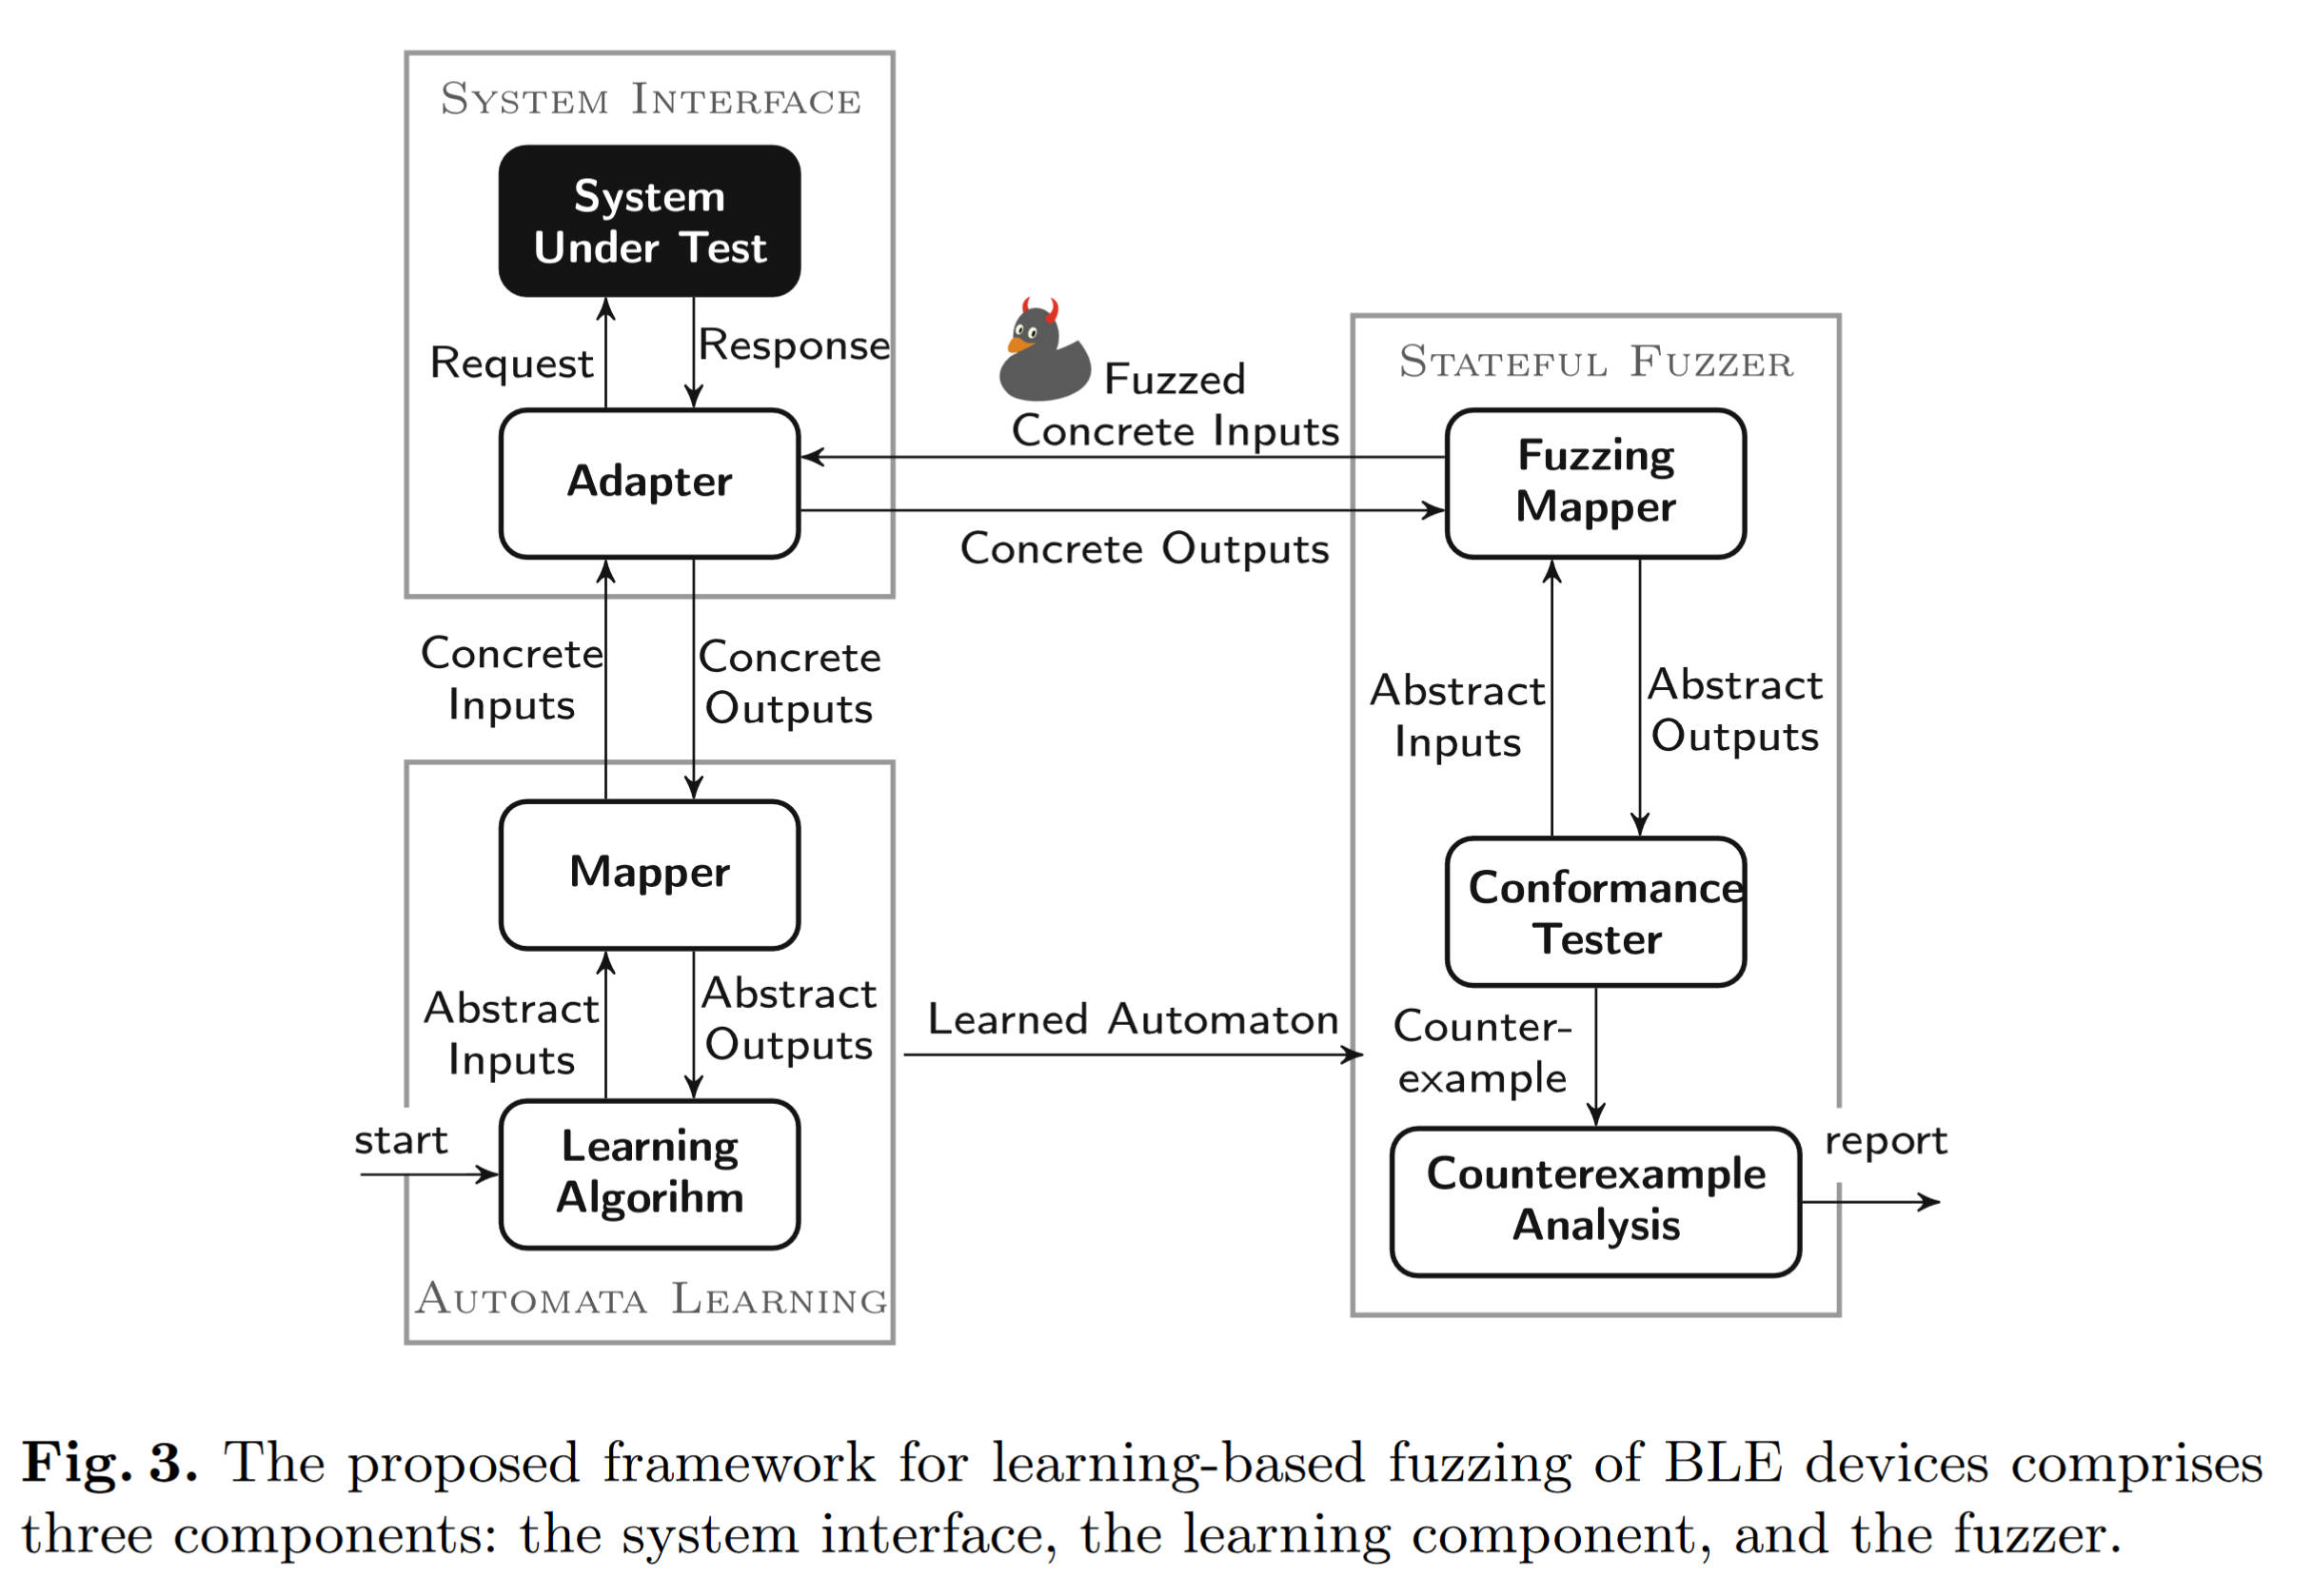 System Interface
System
Under Test
Request
Response
Adapter
Fuzzed
Concrete Inputs
Concrete Outputs
Stateful Fuzzer
Fuzzing
Mapper
Concrete
Inputs
Concrete
Outputs
Abstract
Inputs
Abstract
Outputs
Mapper
Conformance
Tester
Abstract
Inputs
Abstract
Outputs
Learned Automaton
Counter-
example
start
Learning
Algorihm
Counterexample
Analysis
report
Automata Learning
Fig. 3. The proposed framework for learning-based fuzzing of BLE devices comprises
three components: the system interface, the learning component, and the fuzzer.